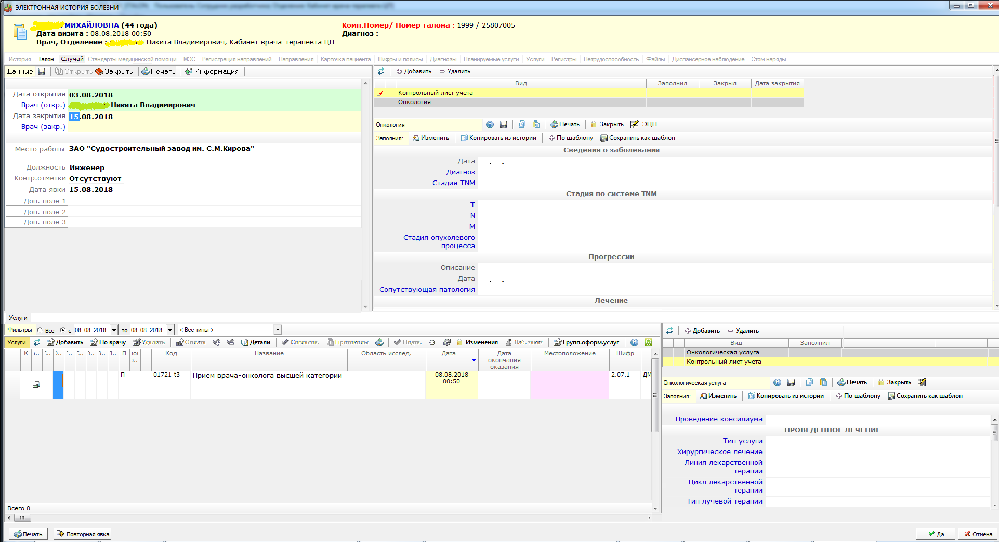 ЭЛЕКТРОННАЯ ИСТОРИЯ БОЛЕЗНИ
МИХАЙЛОВНА (44 года)
Дата визита : 08.08.2018 00:50
Врач, Отделение : Никита Владимирович, Кабинет врача-терапевта ЦП
Комп.Номер/ Номер талона : 1999 / 25807005
Диагноз :
История Талон Случай Стандарты медицинской помощи МЭС Регистрация направлений Направления Карточка пациента Шифры и полисы Диагнозы Планируемые услуги Услуги Регистры Нетрудоспособность Файлы Диспансерное наблюдение Стом.наряды
Данные Открыть Закрыть Печать Информация
Дата открытия 03.08.2018
Врач (откр.) Никита Владимирович
Дата закрытия 15.08.2018
Врач (закр.)
Место работы ЗАО "Судостроительный завод им. С.М.Кирова"
Должность Инженер
Контр.отметки Отсутствуют
Дата явки 15.08.2018
Доп. поле 1
Доп. поле 2
Доп. поле 3
Добавить Удалить
Вид Заполнил Закрыл Дата закрытия
Контрольный лист учета
Онкология
Онкология Печать Закрыть ЭЦП
Заполнил: Изменить Копировать из истории По шаблону Сохранить как шаблон
Сведения о заболевании
Дата . .
Диагноз
Стадия TNM
Стадия по системе TNM
T
N
M
Стадия опухолевого
процесса
Прогрессии
Описание
Дата . .
Сопутствующая патология
Лечение
Услуги
Фильтры Все с 08.08.2018 по 08.08.2018 < Все типы >
Услуги Добавить По врачу Удалить Оплата Детали Согласов. Протоколы Подтв. Изменения Лаб. заказ Групп.оформ.услуг
К а.. С.. О.. Г.. С.. О.. В.. Т.. П Код Название Область исслед. Дата Дата окончания оказания Местоположение Шифр
П 01721-t3 Прием врача-онколога высшей категории 08.08.2018 00:50 2.07.1 ДМ
Всего 0
Добавить Удалить
Вид Заполнил
Онкологическая услуга
Контрольный лист учета
Онкологическая услуга Печать Закрыть
Заполнил: Изменить Копировать из истории По шаблону Сохранить как шаблон
Проведение консилиума
ПРОВЕДЕННОЕ ЛЕЧЕНИЕ
Тип услуги
Хирургическое лечение
Линия лекарственной
терапии
Цикл лекарственной
терапии
Тип лучевой терапии
Печать Повторная явка Да Отмена